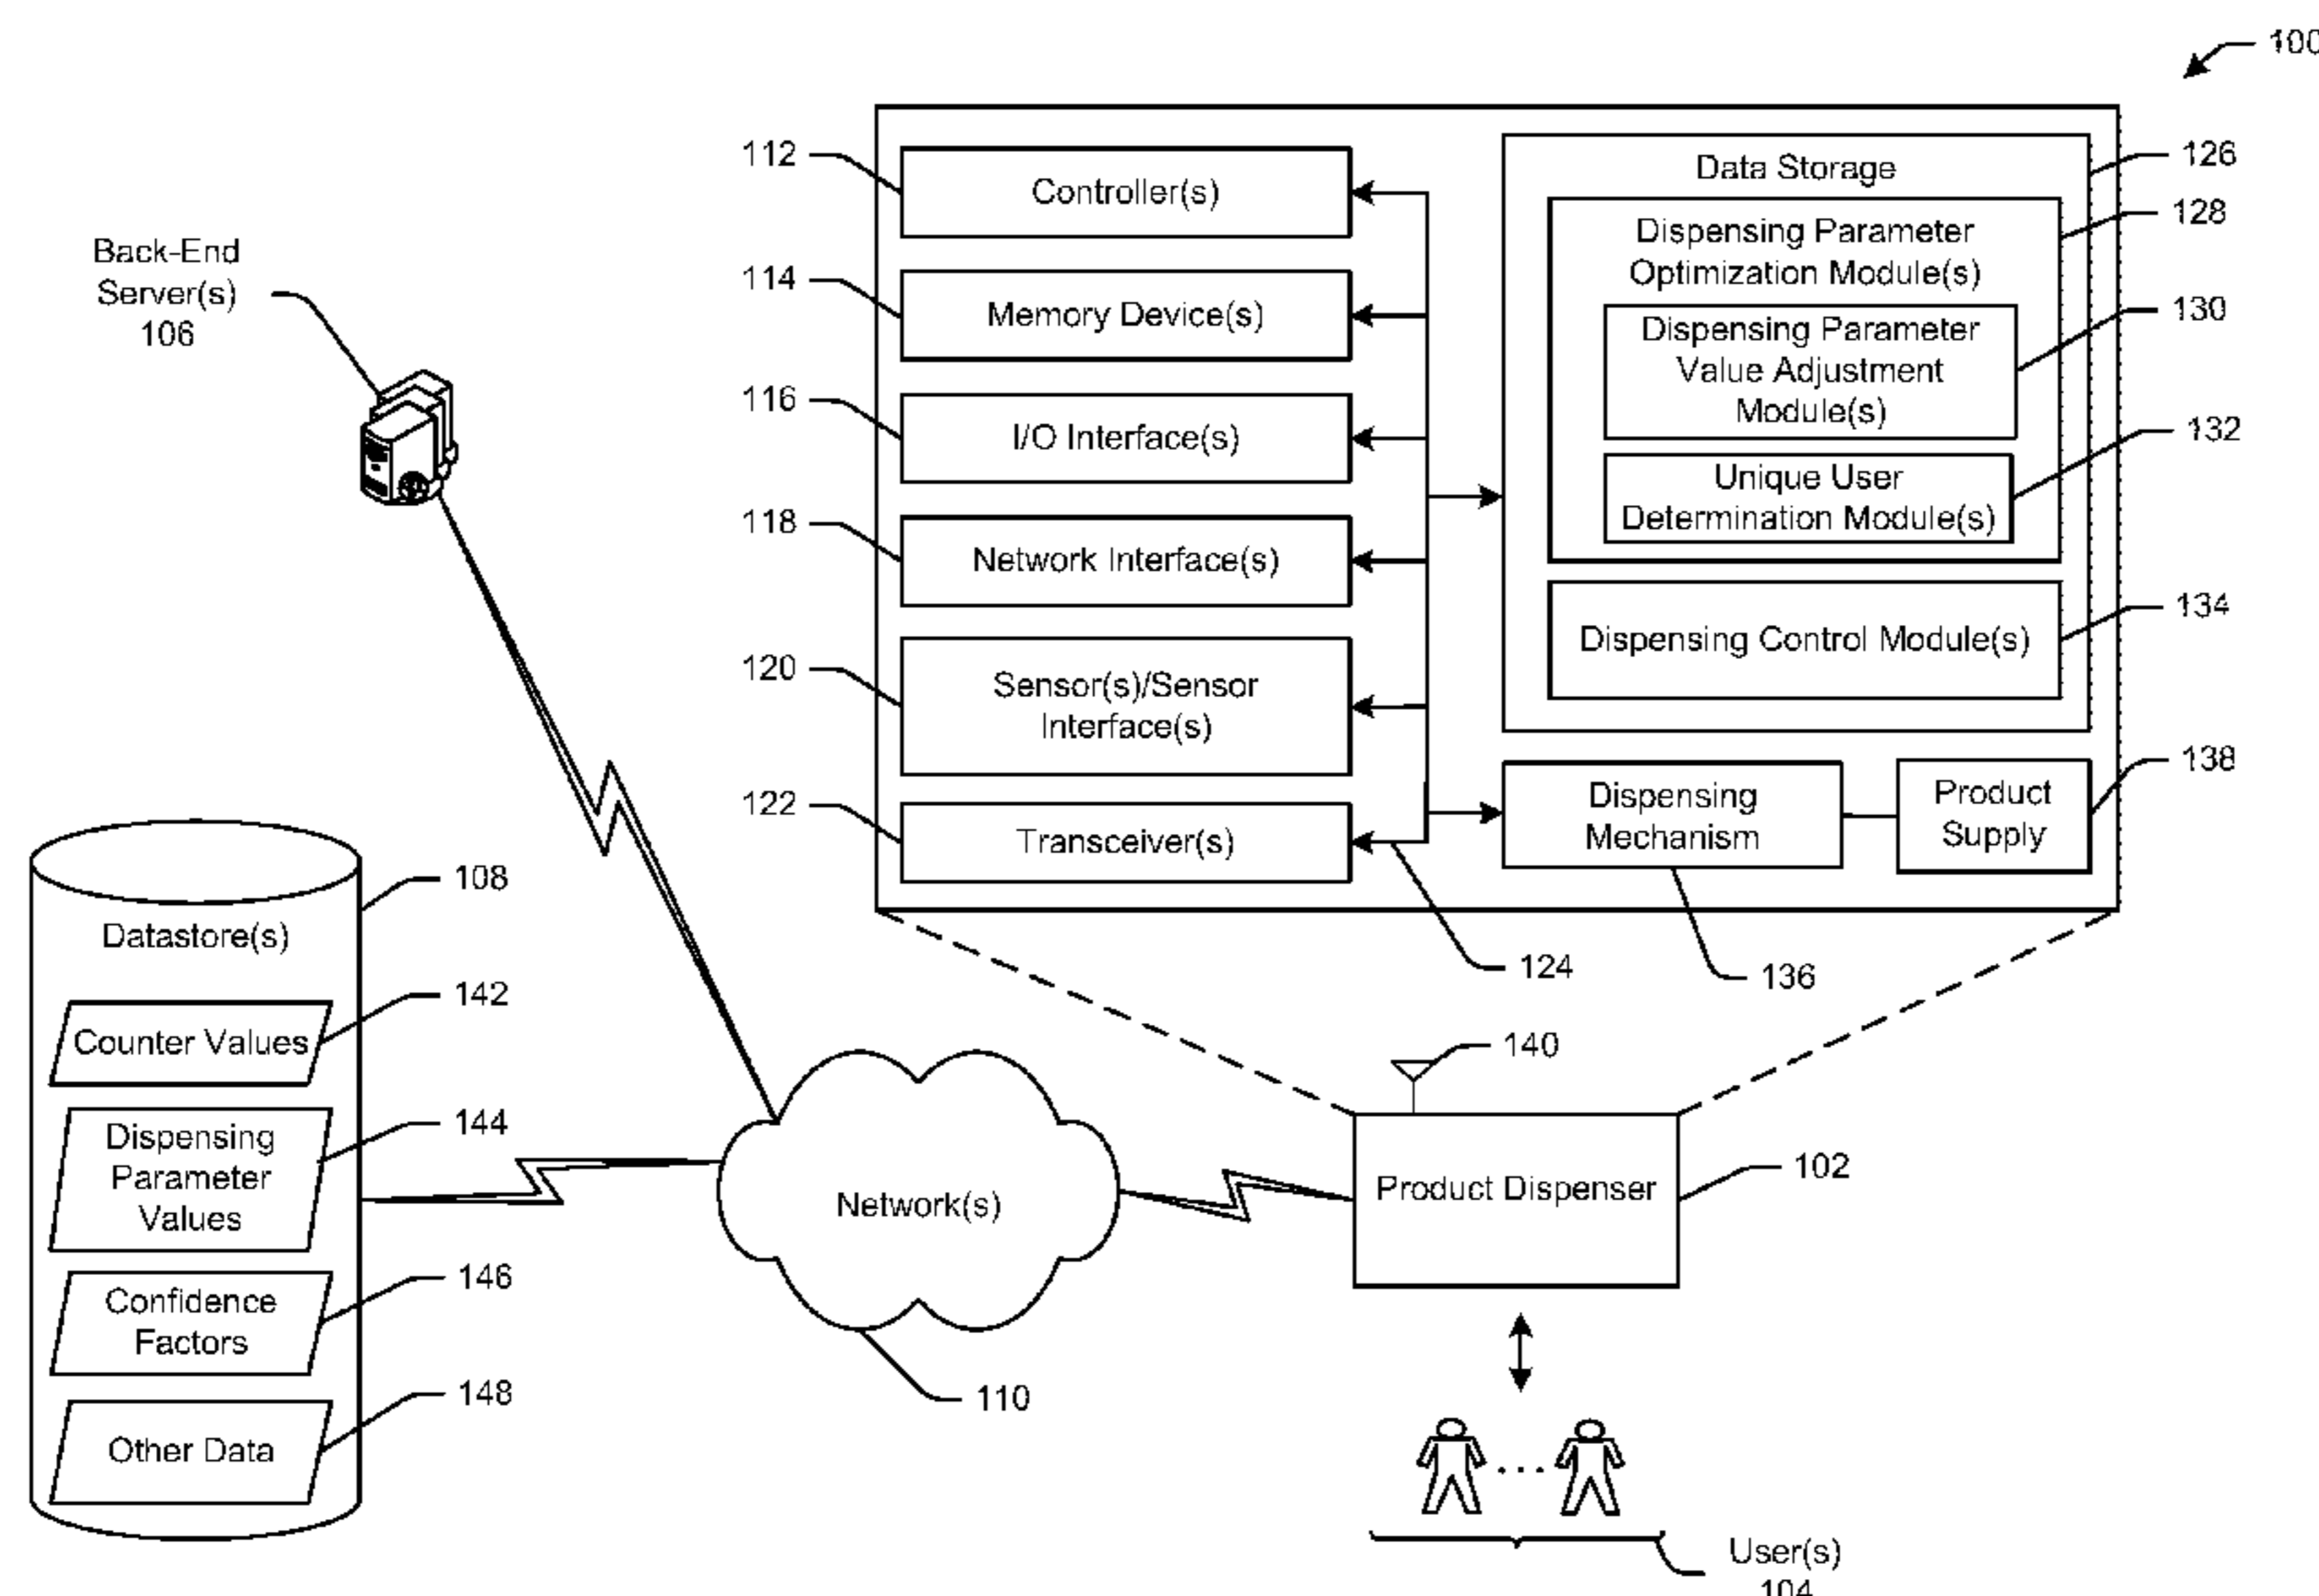 100
112
Controller(s)
114
Memory Device(s)
116
I/O Interface(s)
118
Network Interface(s)
120
Sensor(s)/Sensor
Interface(s)
122
Transceiver(s)
Data Storage
126
Dispensing Parameter
Optimization Module(s)
128
Dispensing Parameter
Value Adjustment
Module(s)
130
Unique User
Determination Module(s)
132
Dispensing Control Module(s)
134
Dispensing
Mechanism
Product
Supply
138
124
136
Back-End
Server(s)
106
108
Datastore(s)
142
Counter Values
144
Dispensing
Parameter
Values
146
Confidence
Factors
148
Other Data
Network(s)
110
140
Product Dispenser
102
User(s)
104